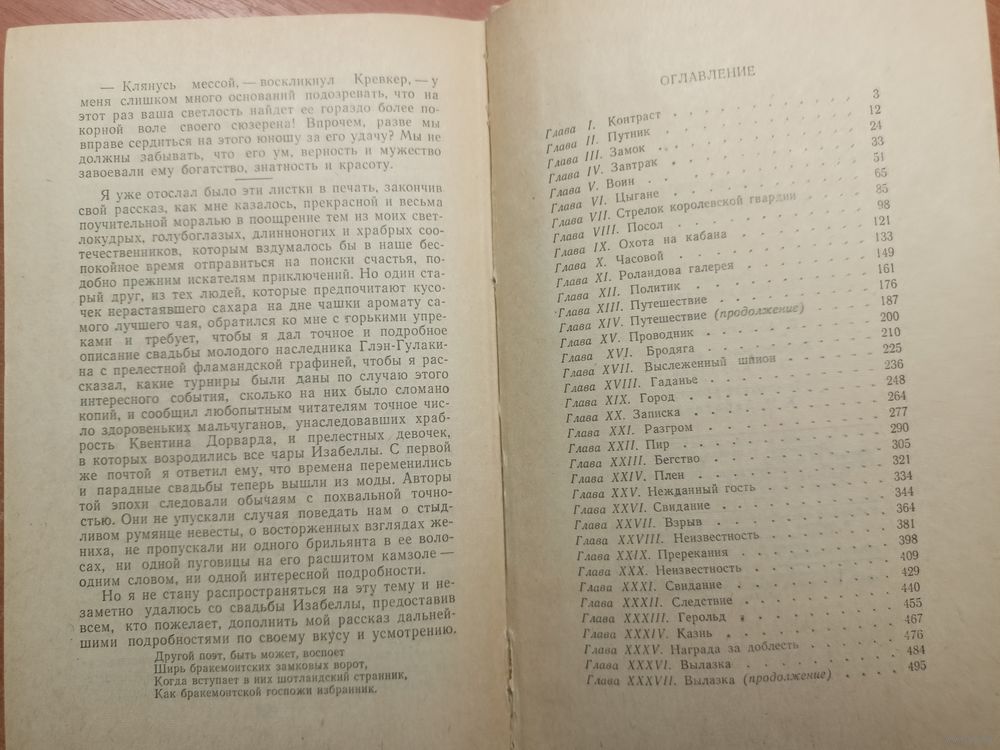 — Клянусь мессой, — воскликнул Кревкер, — у
меня слишком много оснований подозревать, что на
этот раз ваша светлость найдет ее гораздо более по-
корной воле своего сюзерена! Впрочем, разве мы
вправе сердиться на этого юношу за его удачу? Мы не
должны забывать, что его ум, верность и мужество
завоевали ему богатство, знатность и красоту.
Я уже отослал было эти листки в печать, закончив
свой рассказ, как мне казалось, прекрасной и весьма
поучительной моралью в поощрение тем из моих свет-
локудрых, голубоглазых, длинноногих и храбрых соо-
течественников, которым вздумалось бы в наше бес-
покойное время отправиться на поиски счастья, по-
добно прежним искателям приключений. Но один ста-
рый друг, из тех людей, которые предпочитают кусо-
чек нерастаявшего сахара на дне чашки аромату са-
мого лучшего чая, обратился ко мне с горькими упре-
ками и требует, чтобы я дал точное и подробное
описание свадьбы молодого наследника Глэн-Гулаки-
на с прелестной фламандской графиней, чтобы я рас-
сказал, какие турниры были даны по случаю этого
интересного события, сколько на них было сломано
копий, и сообщил любопытным читателям точное чис-
ло здоровеньких мальчуганов, унаследовавших храб-
рость Квентина Дорварда, и прелестных девочек,
в которых возродились все чары Изабеллы. С первой
же почтой я ответил ему, что времена переменились
и парадные свадьбы теперь вышли из моды. Авторы
той эпохи следовали обычаям с похвальной точно-
стью. Они не упускали случая поведать нам о стыд-
ливом румянце невесты, о восторженных взглядах же-
ниха, не пропускали ни одного брильянта в ее воло-
сах, ни одной пуговицы на его расшитом камзоле —
одним словом, ни одной интересной подробности.
Но я не стану распространяться на эту тему и не-
заметно удалюсь со свадьбы Изабеллы, предоставив
всем, кто пожелает, дополнить мой рассказ дальней-
шими подробностями по своему вкусу и усмотрению.
Другой поэт, быть может, воспоет
Ширь бракемонтских замковых ворот,
Когда вступает в них шотландский странник,
Как бракемонтской госпожи избранник.
ОГЛАВЛЕНИЕ
Глава I. Контраст 3
Глава II. Путник 12
Глава III. Замок 24
Глава IV. Завтрак 33
Глава V. Воин 51
Глава VI. Цыгане 65
Глава VII. Стрелок королевской гвардии 85
Глава VIII. Посол 98
Глава IX. Охота на кабана 121
Глава X. Часовой 133
Глава XI. Роландова галерея 149
Глава XII. Политик 161
Глава XIII. Путешествие 176
Глава XIV. Путешествие (продолжение) 187
Глава XV. Проводник 200
Глава XVI. Бродяга 210
Глава XVII. Выслеженный шпион 225
Глава XVIII. Гаданье 236
Глава XIX. Город 248
Глава XX. Записка 264
Глава XXI. Разгром 277
Глава XXII. Пир 290
Глава XXIII. Бегство 305
Глава XXIV. Плен 321
Глава XXV. Нежданный гость 334
Глава XXVI. Свидание 344
Глава XXVII. Взрыв 364
Глава XXVIII. Неизвестность 381
Глава XXIX. Пререкания 398
Глава XXX. Неизвестность 409
Глава XXXI. Свидание 429
Глава XXXII. Следствие 440
Глава XXXIII. Герольд 455
Глава XXXIV. Казнь 467
Глава XXXV. Награда за доблесть 476
Глава XXXVI. Вылазка 484
Глава XXXVII. Вылазка (продолжение) 495